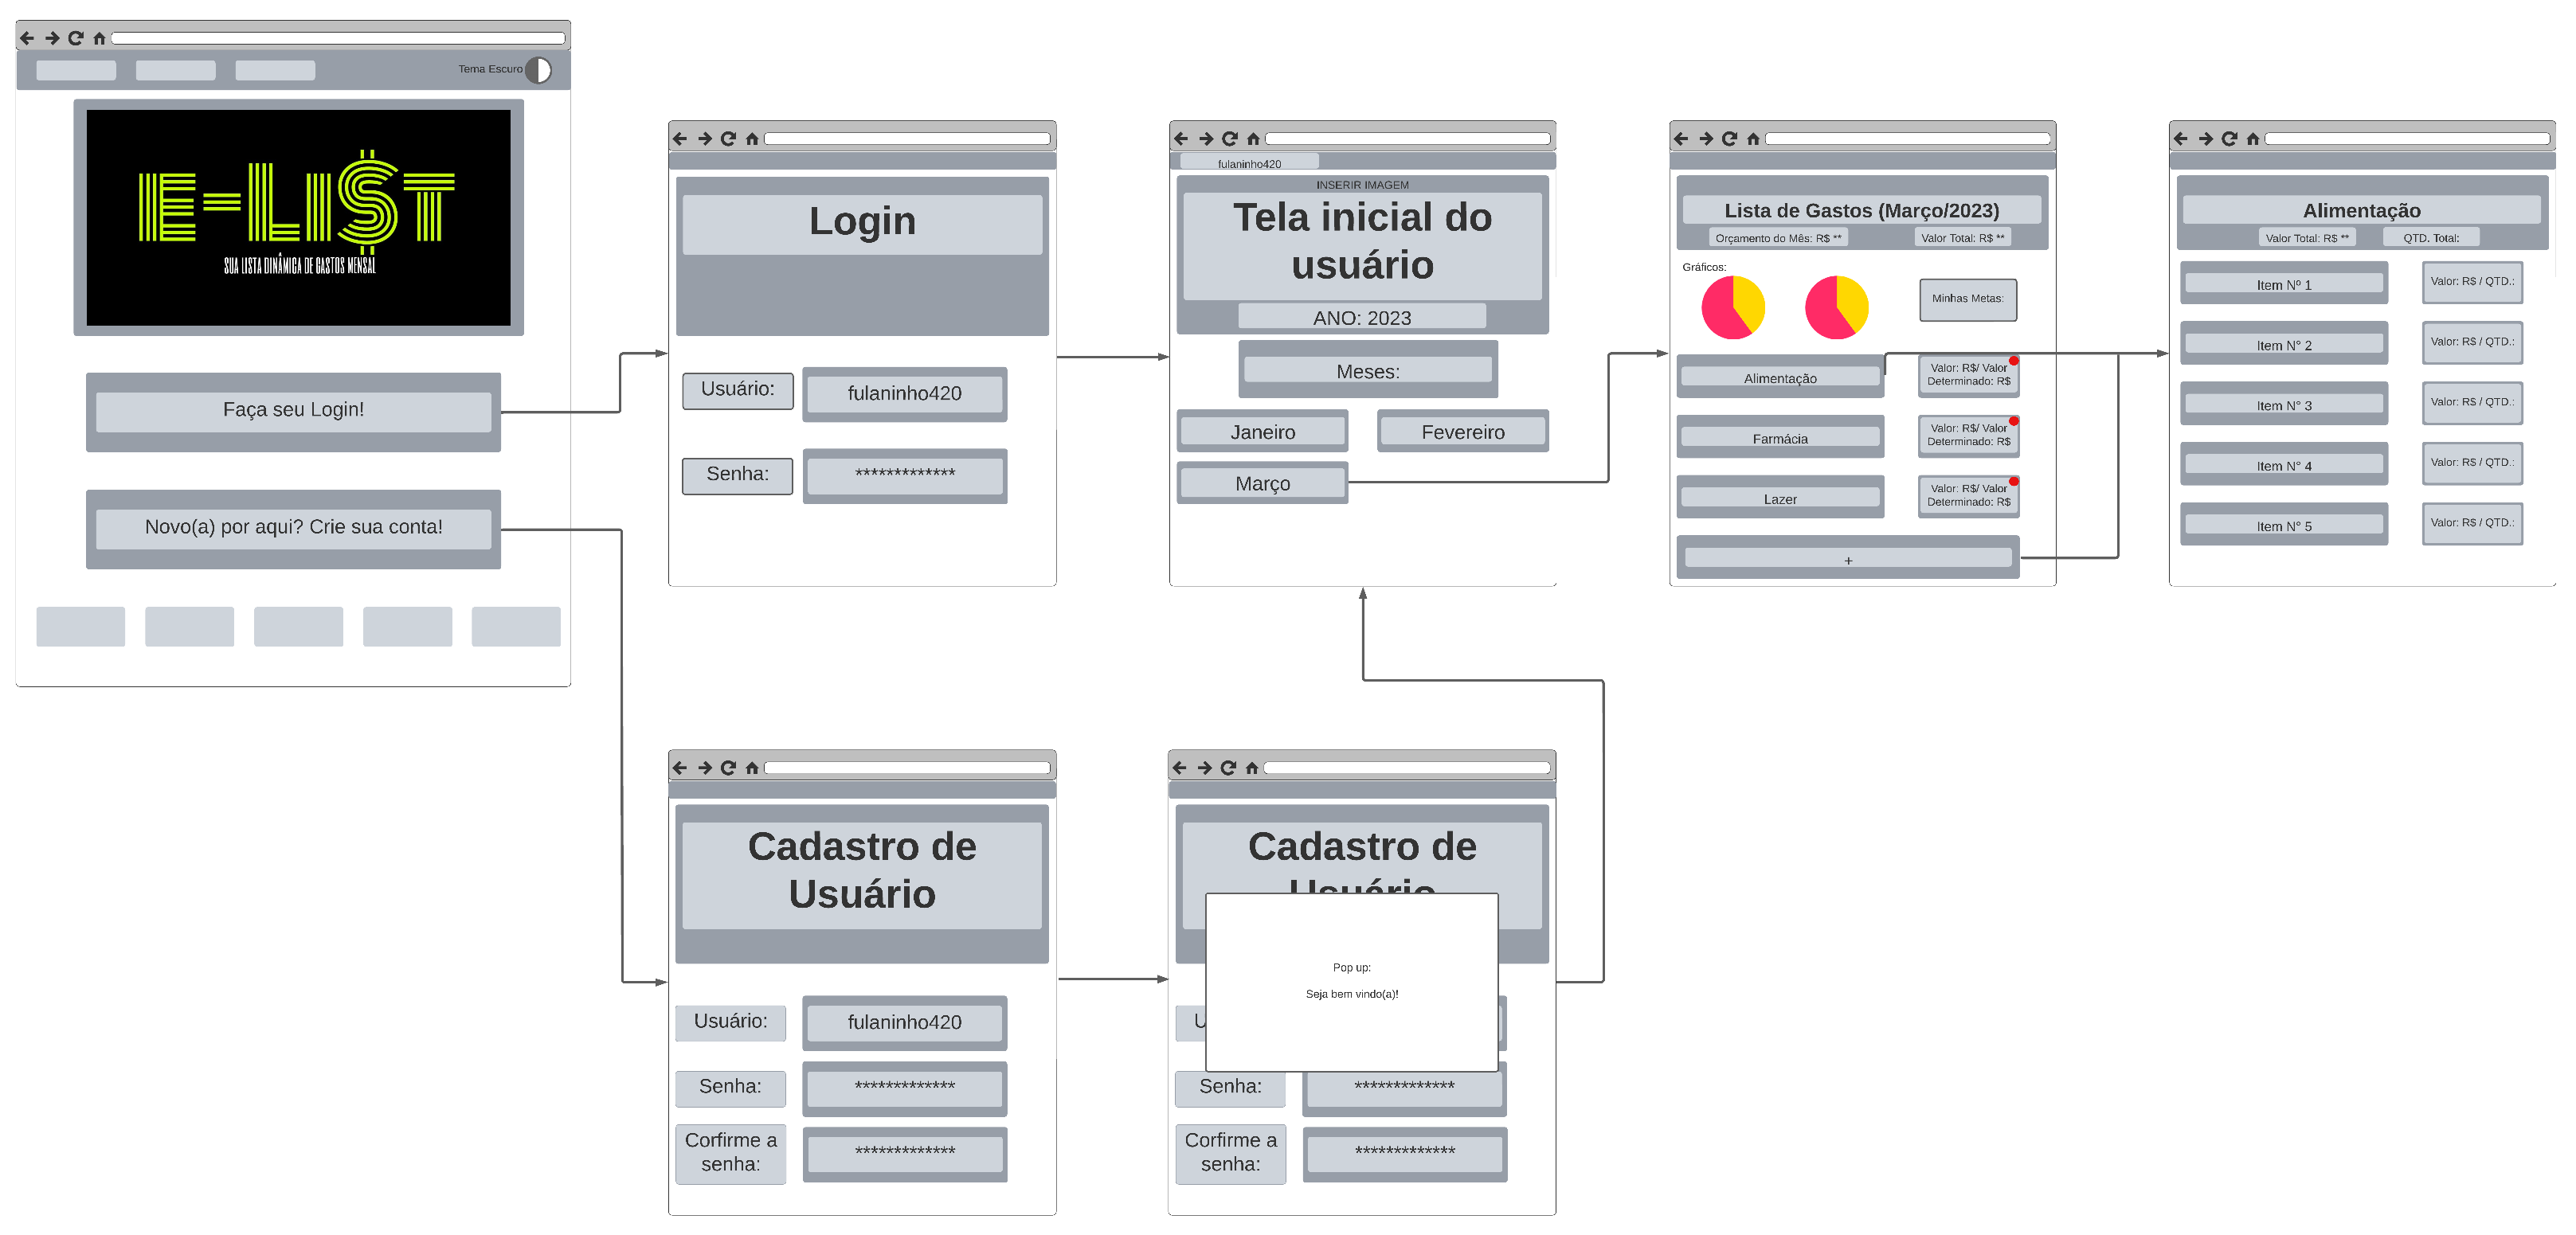 Tema Escuro
E-LI$T
SUA LISTA DINÂMICA DE GASTOS MENSAL
Faça seu Login!
Novo(a) por aqui? Crie sua conta!
Login
Usuário:
fulaninho420
Senha:
*************
fulaninho420
INSERIR IMAGEM
Tela inicial do
usuário
ANO: 2023
Meses:
Janeiro
Fevereiro
Março
Lista de Gastos (Março/2023)
Orçamento do Mês: R$ **
Valor Total: R$ **
Gráficos:
Minhas Metas:
Alimentação
Valor: R$/ Valor
Determinado: R$
Farmácia
Valor: R$/ Valor
Determinado: R$
Lazer
Valor: R$/ Valor
Determinado: R$
+
Alimentação
Valor Total: R$ **
QTD. Total:
Item Nº 1
Valor: R$ / QTD.:
Item N° 2
Valor: R$ / QTD.:
Item N° 3
Valor: R$ / QTD.:
Item N° 4
Valor: R$ / QTD.:
Item N° 5
Valor: R$ / QTD.:
Cadastro de
Usuário
Usuário:
fulaninho420
Senha:
*************
Corfirme a
senha:
*************
Cadastro de
Usuário
Pop up:
Seja bem vindo(a)!
U
Senha:
*************
Corfirme a
senha:
*************